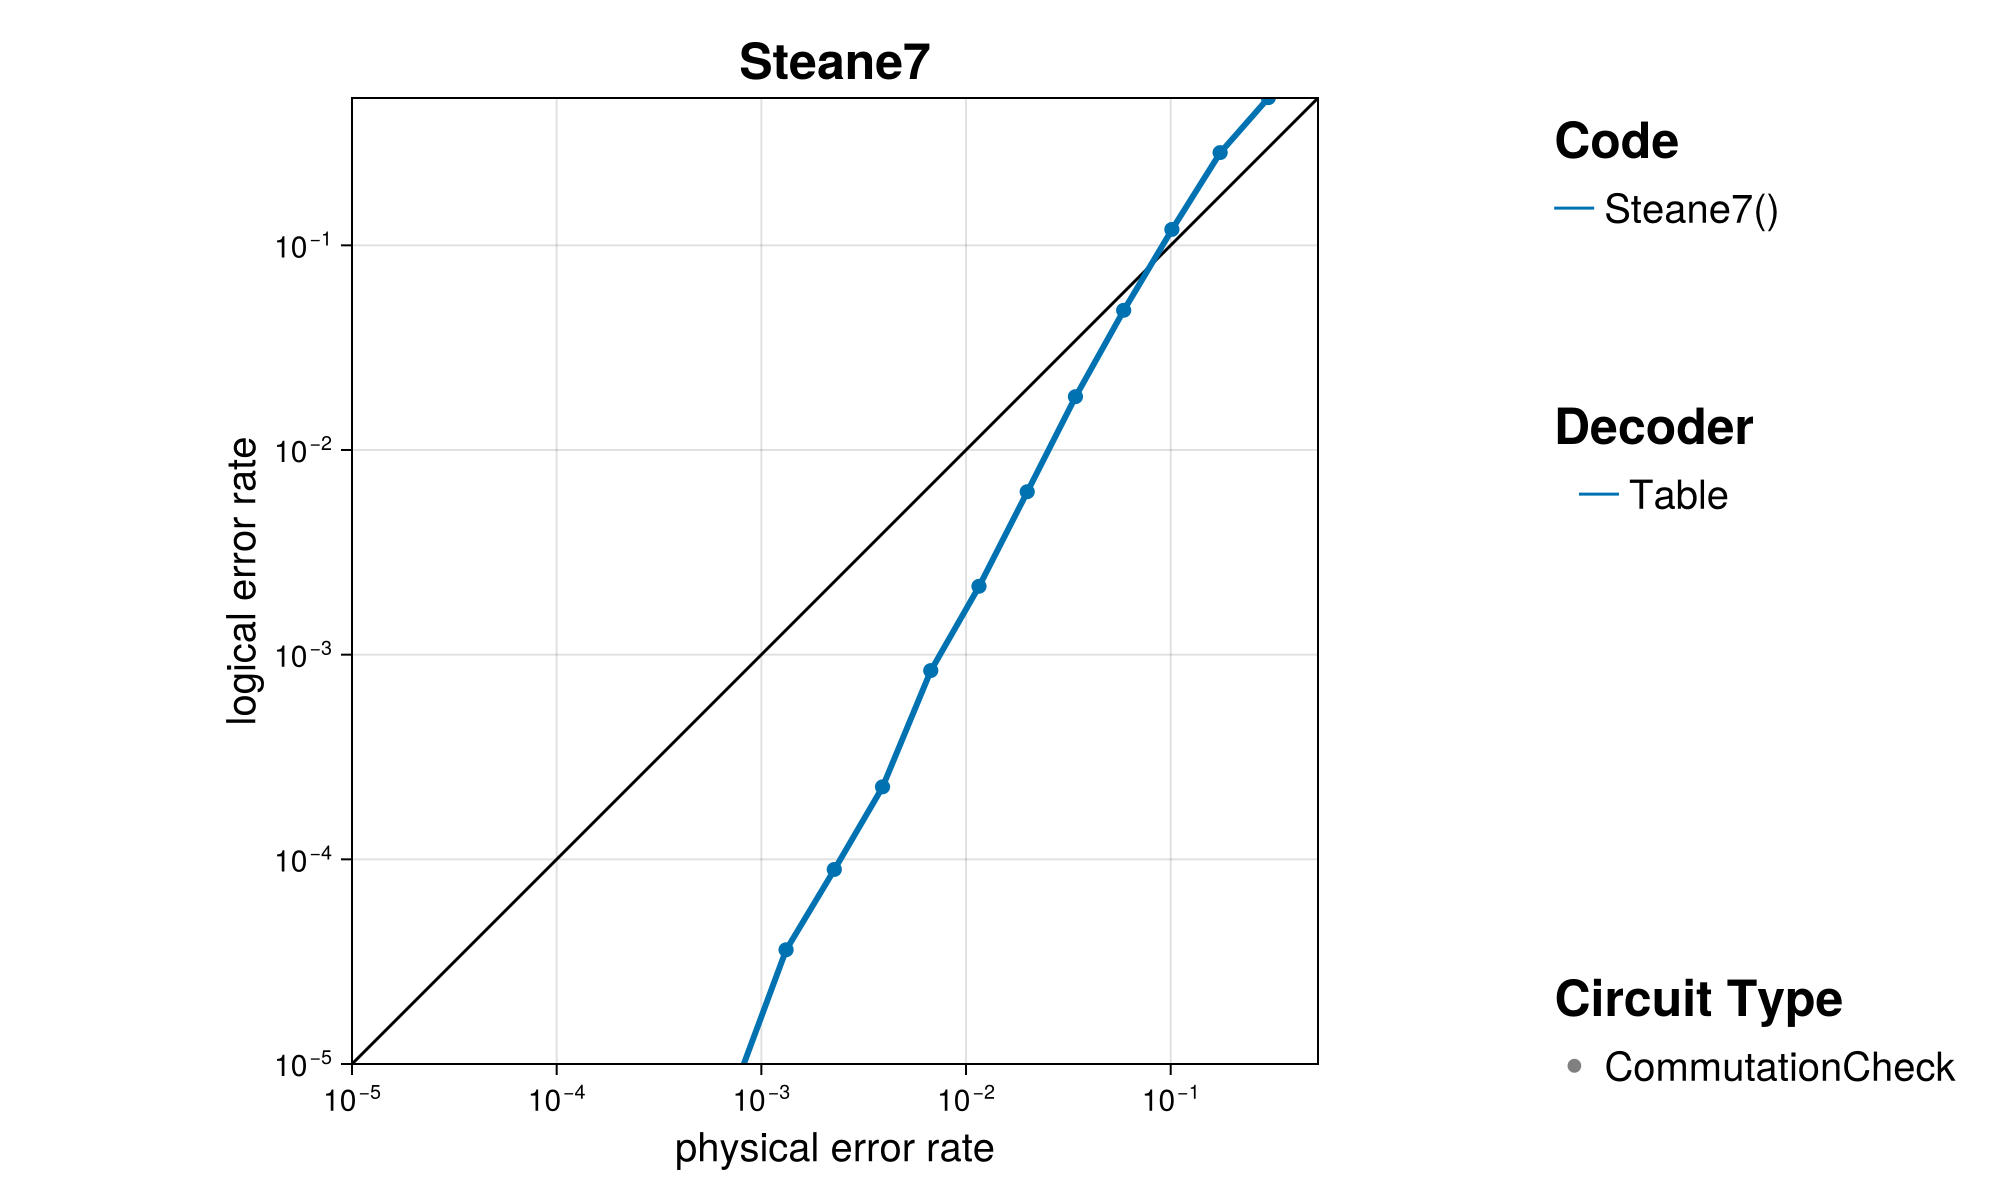 Steane7
logical error rate
10⁻¹
10⁻²
10⁻³
10⁻⁴
10⁻⁵
10⁻⁵ 10⁻⁴ 10⁻³ 10⁻² 10⁻¹
physical error rate
Code
Steane7()
Decoder
Table
Circuit Type
CommutationCheck